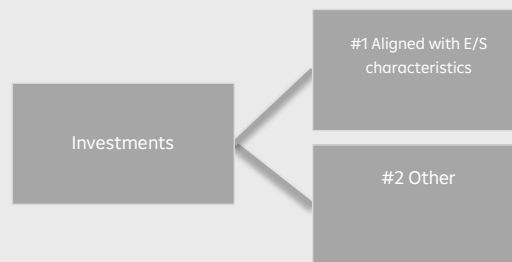 #1 Aligned with E/S
characteristics
Investments
#2 Other